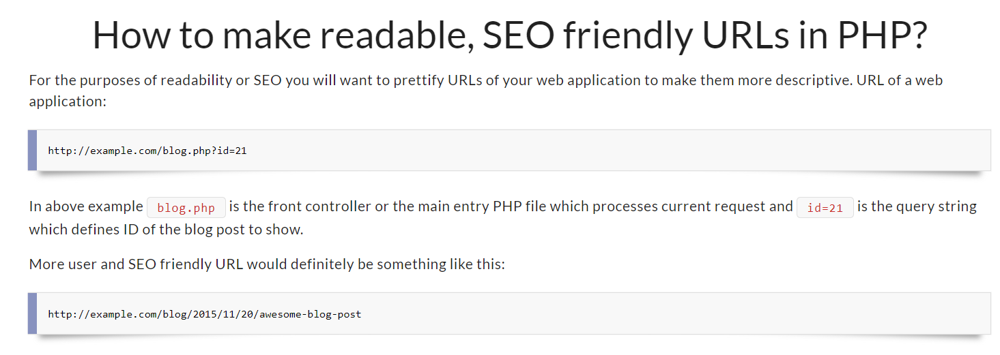 How to make readable, SEO friendly URLs in PHP?
For the purposes of readability or SEO you will want to prettify URLs of your web application to make them more descriptive. URL of a web
application:
http://example.com/blog.php?id=21
In above example blog.php is the front controller or the main entry PHP file which processes current request and id=21 is the query string
which defines ID of the blog post to show.
More user and SEO friendly URL would definitely be something like this:
http://example.com/blog/2015/11/20/awesome-blog-post